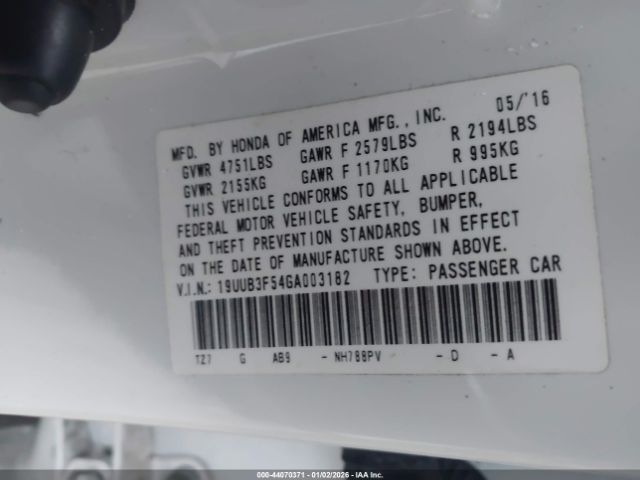 05/'16
MFD. BY HONDA OF AMERICA MFG., INC.
GVWR 4751LBS GAWR F 2579LBS R 2194LBS
GVWR 2155KG GAWR F 1170KG R 995KG
THIS VEHICLE CONFORMS TO ALL APPLICABLE
FEDERAL MOTOR VEHICLE SAFETY, BUMPER,
AND THEFT PREVENTION STANDARDS IN EFFECT
ON THE DATE OF MANUFACTURE SHOWN ABOVE.
V.I.N.: 19UUB3F54GA003182 TYPE: PASSENGER CAR
T27 G AB9 - NH788PV - D - A
000-44070371 - 01/02/2026 - IAA Inc.